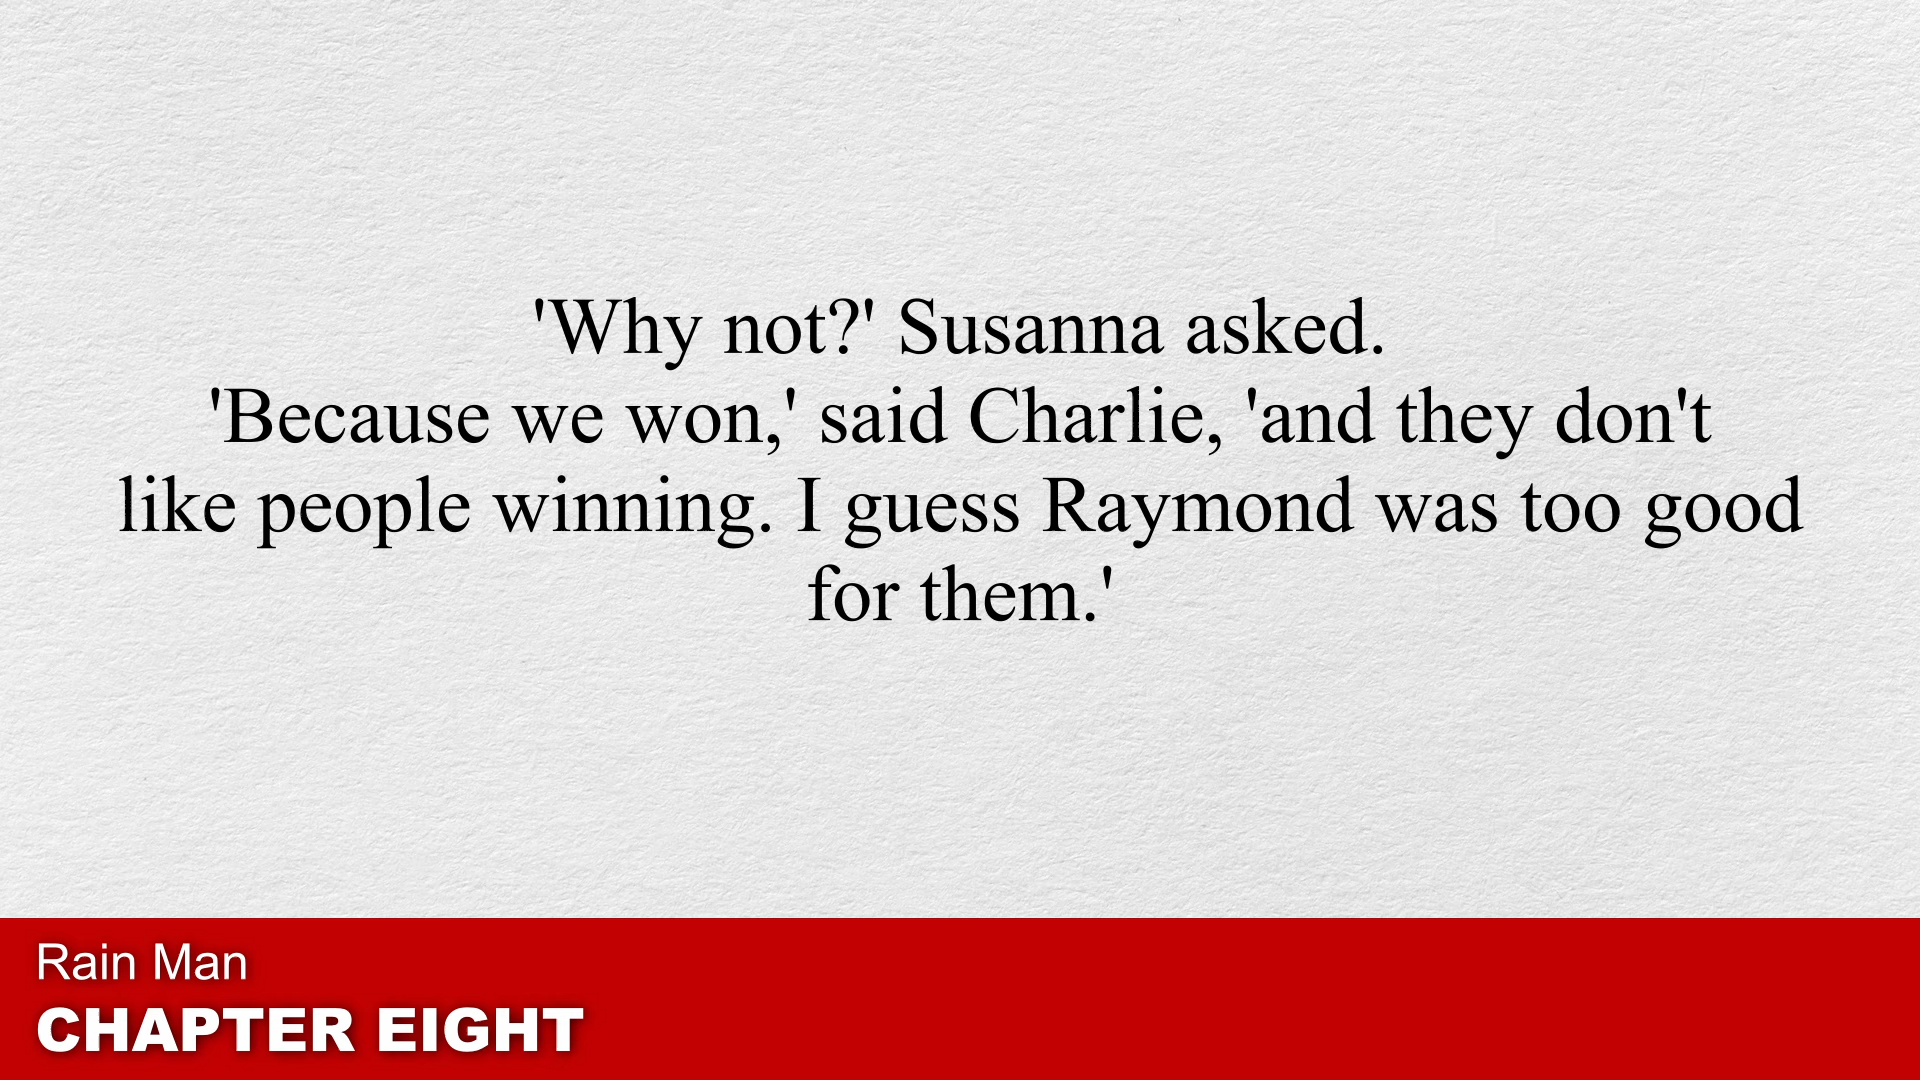 'Why not?' Susanna asked.
'Because we won,' said Charlie, 'and they don't
like people winning. I guess Raymond was too good
for them.'
Rain Man
CHAPTER EIGHT